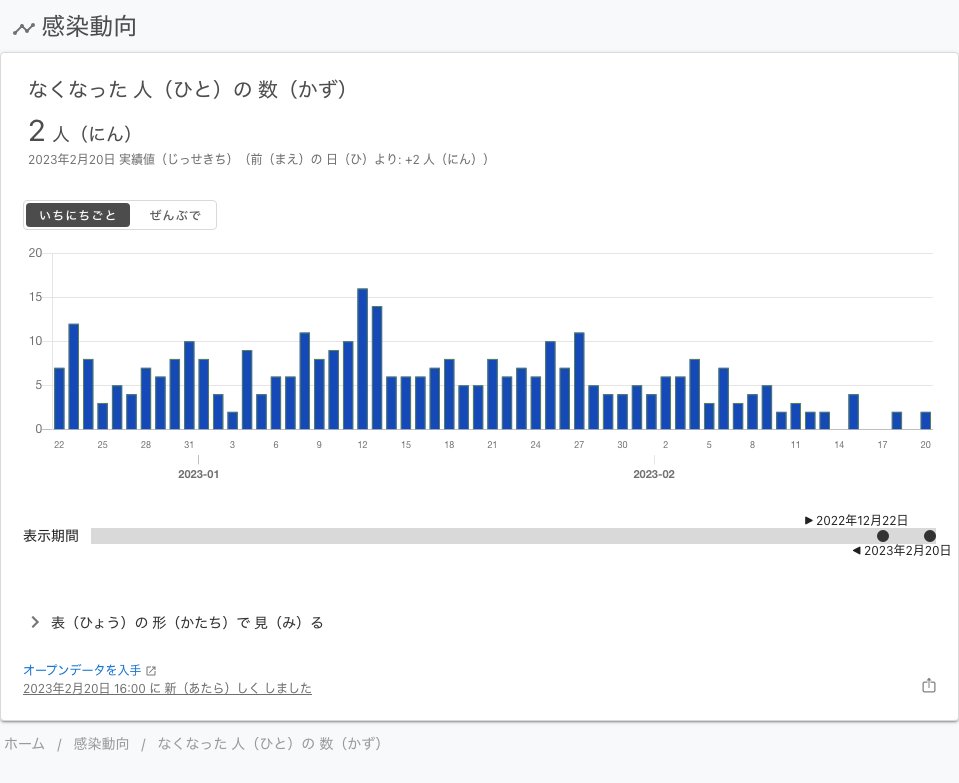 感染動向
なくなった 人（ひと）の 数（かず）
2 人（にん）
2023年2月20日 実績値（じっせきち）（前（まえ）の 日（ひ）より: +2 人（にん））
いちにちごと ぜんぶで
20
15
10
5
0
22 25 28 31 3 6 9 12 15 18 21 24 27 30 2 5 8 11 14 17 20
2023-01 2023-02
▶ 2022年12月22日
表示期間
◀ 2023年2月20日
表（ひょう）の 形（かたち）で 見（み）る
オープンデータを入手
2023年2月20日 16:00 に 新（あたら）しく しました
ホーム / 感染動向 / なくなった 人（ひと）の 数（かず）